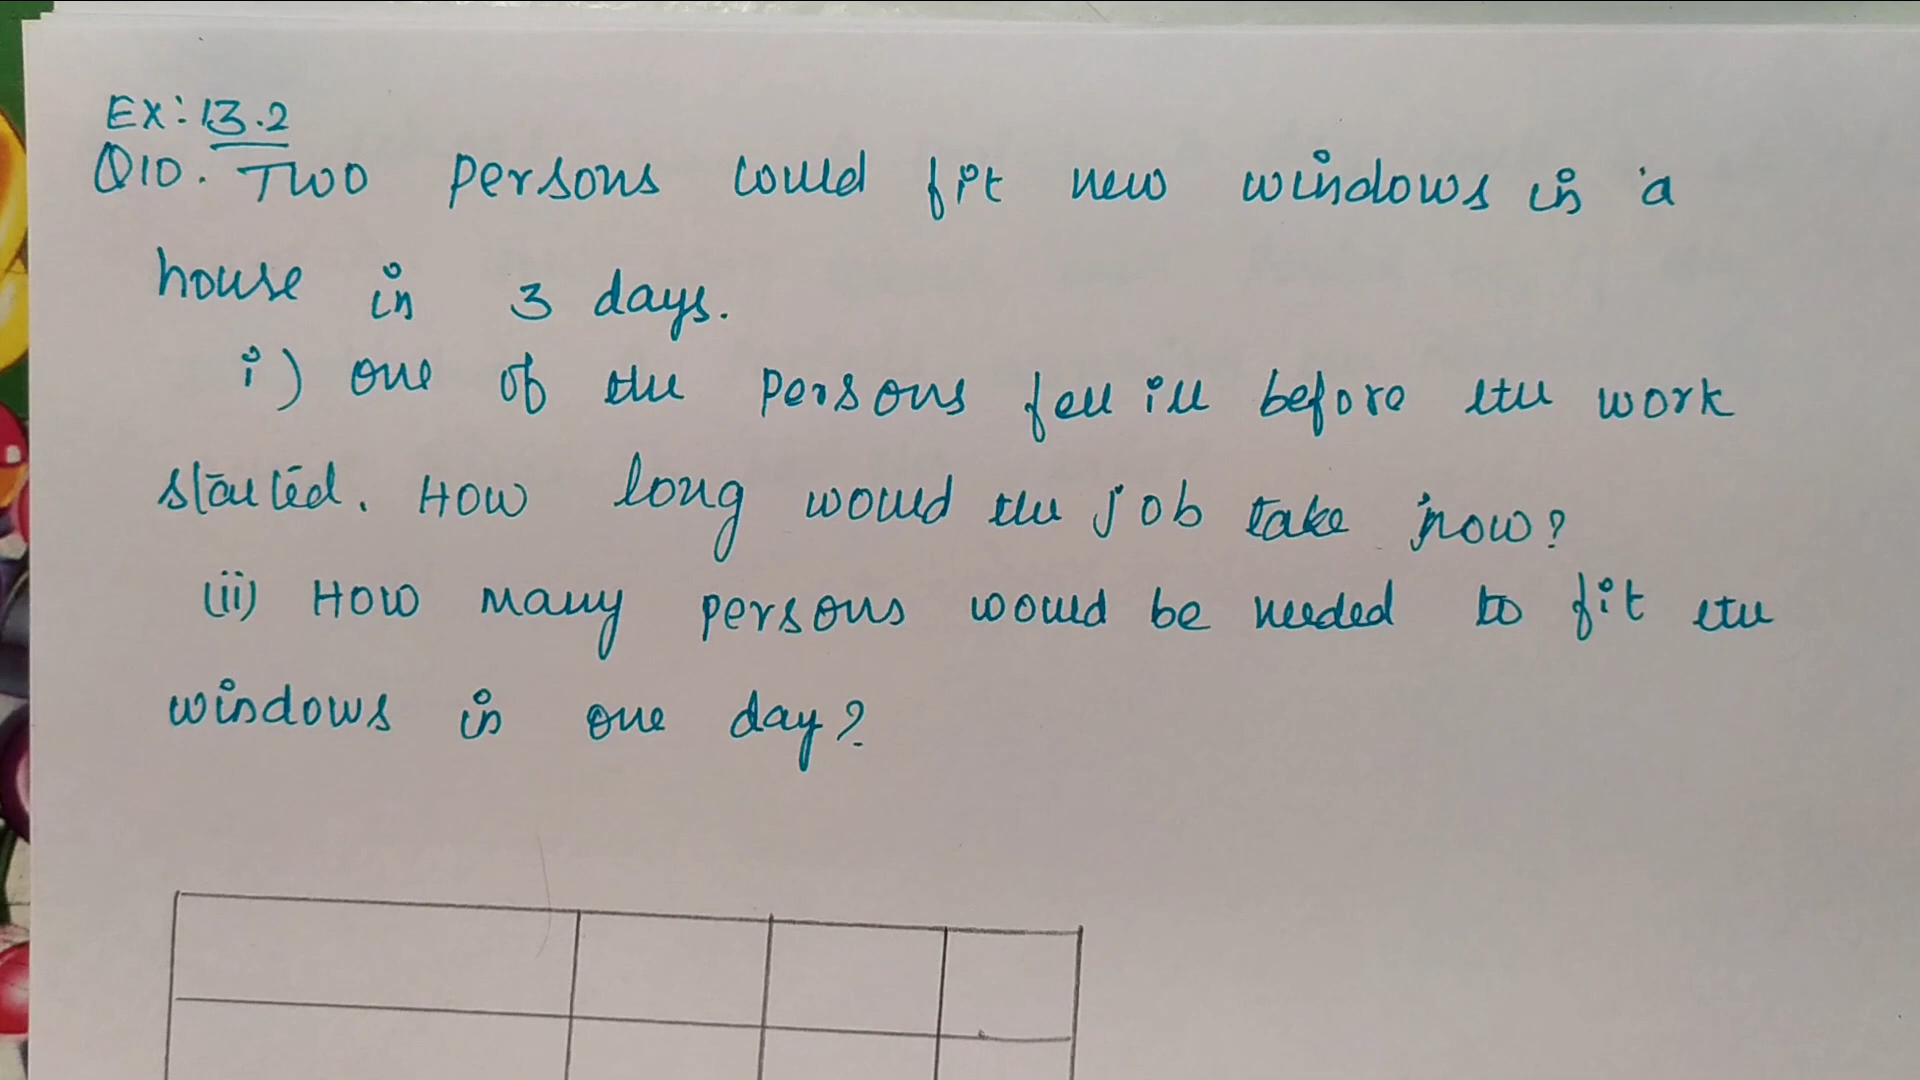 Ex: 13.2
Q10. Two persons could fit new windows in a
house in 3 days.
i) one of the persons fell ill before the work
started. How long would the job take now?
(ii) How many persons would be needed to fit the
windows in one day?